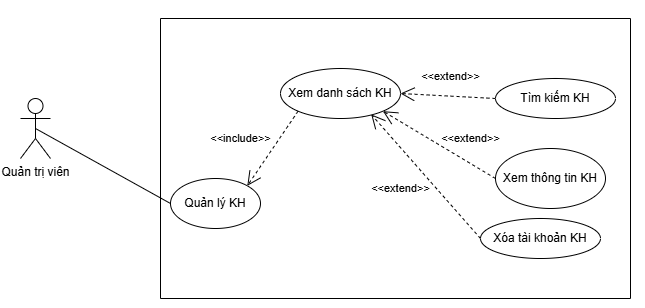 Xem danh sách KH
<<extend>>
Tìm kiếm KH
<<include>>
<<extend>>
Quản trị viên
Xem thông tin KH
<<extend>>
Quản lý KH
Xóa tài khoản KH